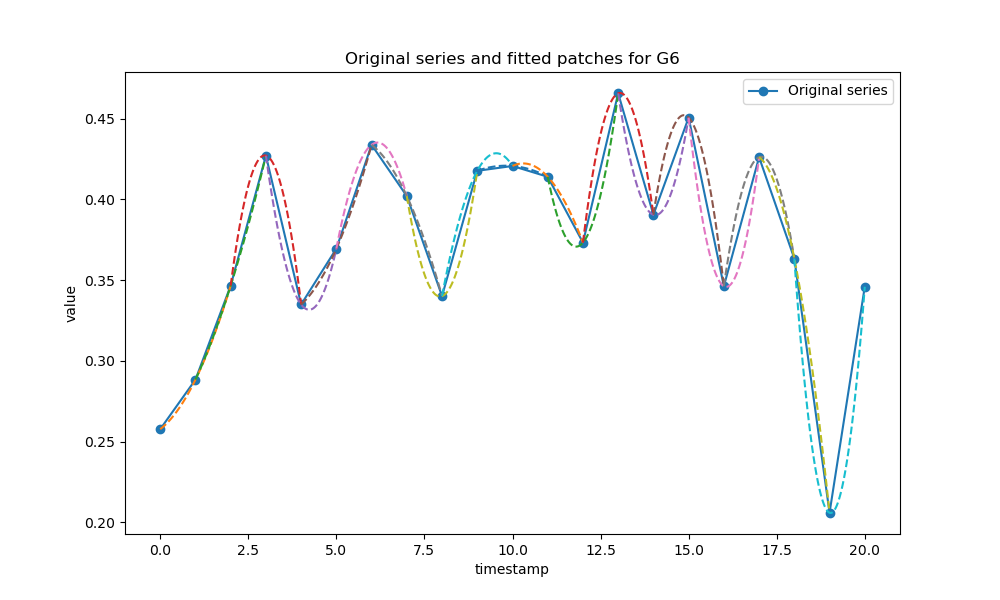 Original series and fitted patches for G6
Original series
value
0.45
0.40
0.35
0.30
0.25
0.20
0.0 2.5 5.0 7.5 10.0 12.5 15.0 17.5 20.0
timestamp